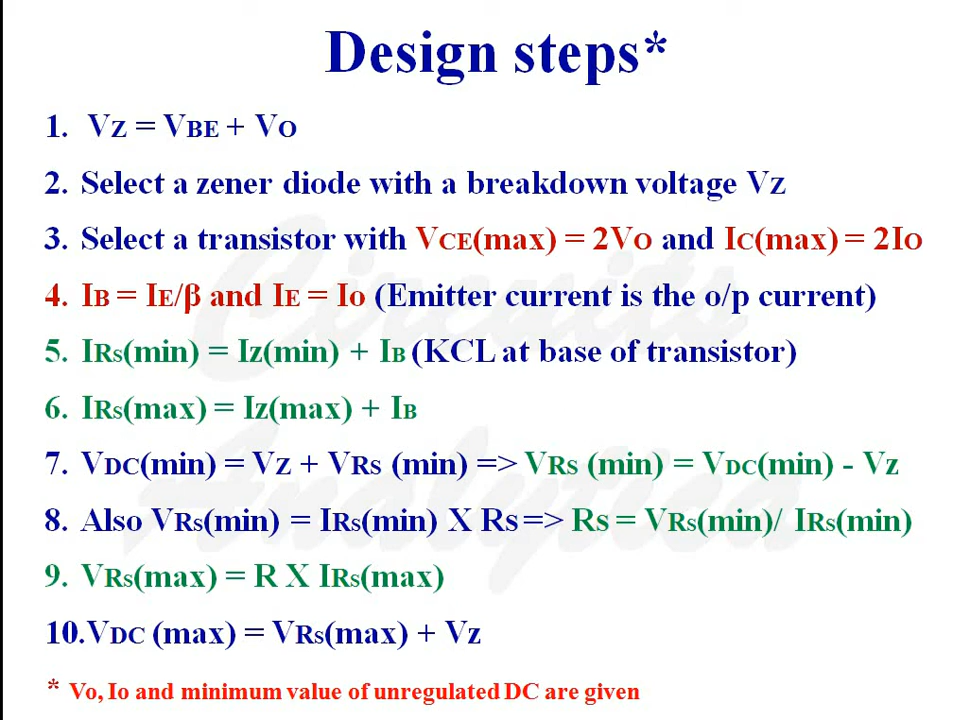 Design steps*
1. VZ = VBE + VO
2. Select a zener diode with a breakdown voltage VZ
3. Select a transistor with VCE(max) = 2VO and IC(max) = 2IO
4. IB = IE/β and IE = Io (Emitter current is the o/p current)
5. IRs(min) = Iz(min) + IB (KCL at base of transistor)
6. IRs(max) = Iz(max) + IB
7. VDC(min) = VZ + VRs (min) => VRs (min) = VDC(min) - Vz
8. Also VRs(min) = IRs(min) X Rs => Rs = VRs(min)/ IRs(min)
9. VRs(max) = R X IRs(max)
10.VDC (max) = VRs(max) + Vz
* Vo, Io and minimum value of unregulated DC are given
Circuits
Analytica